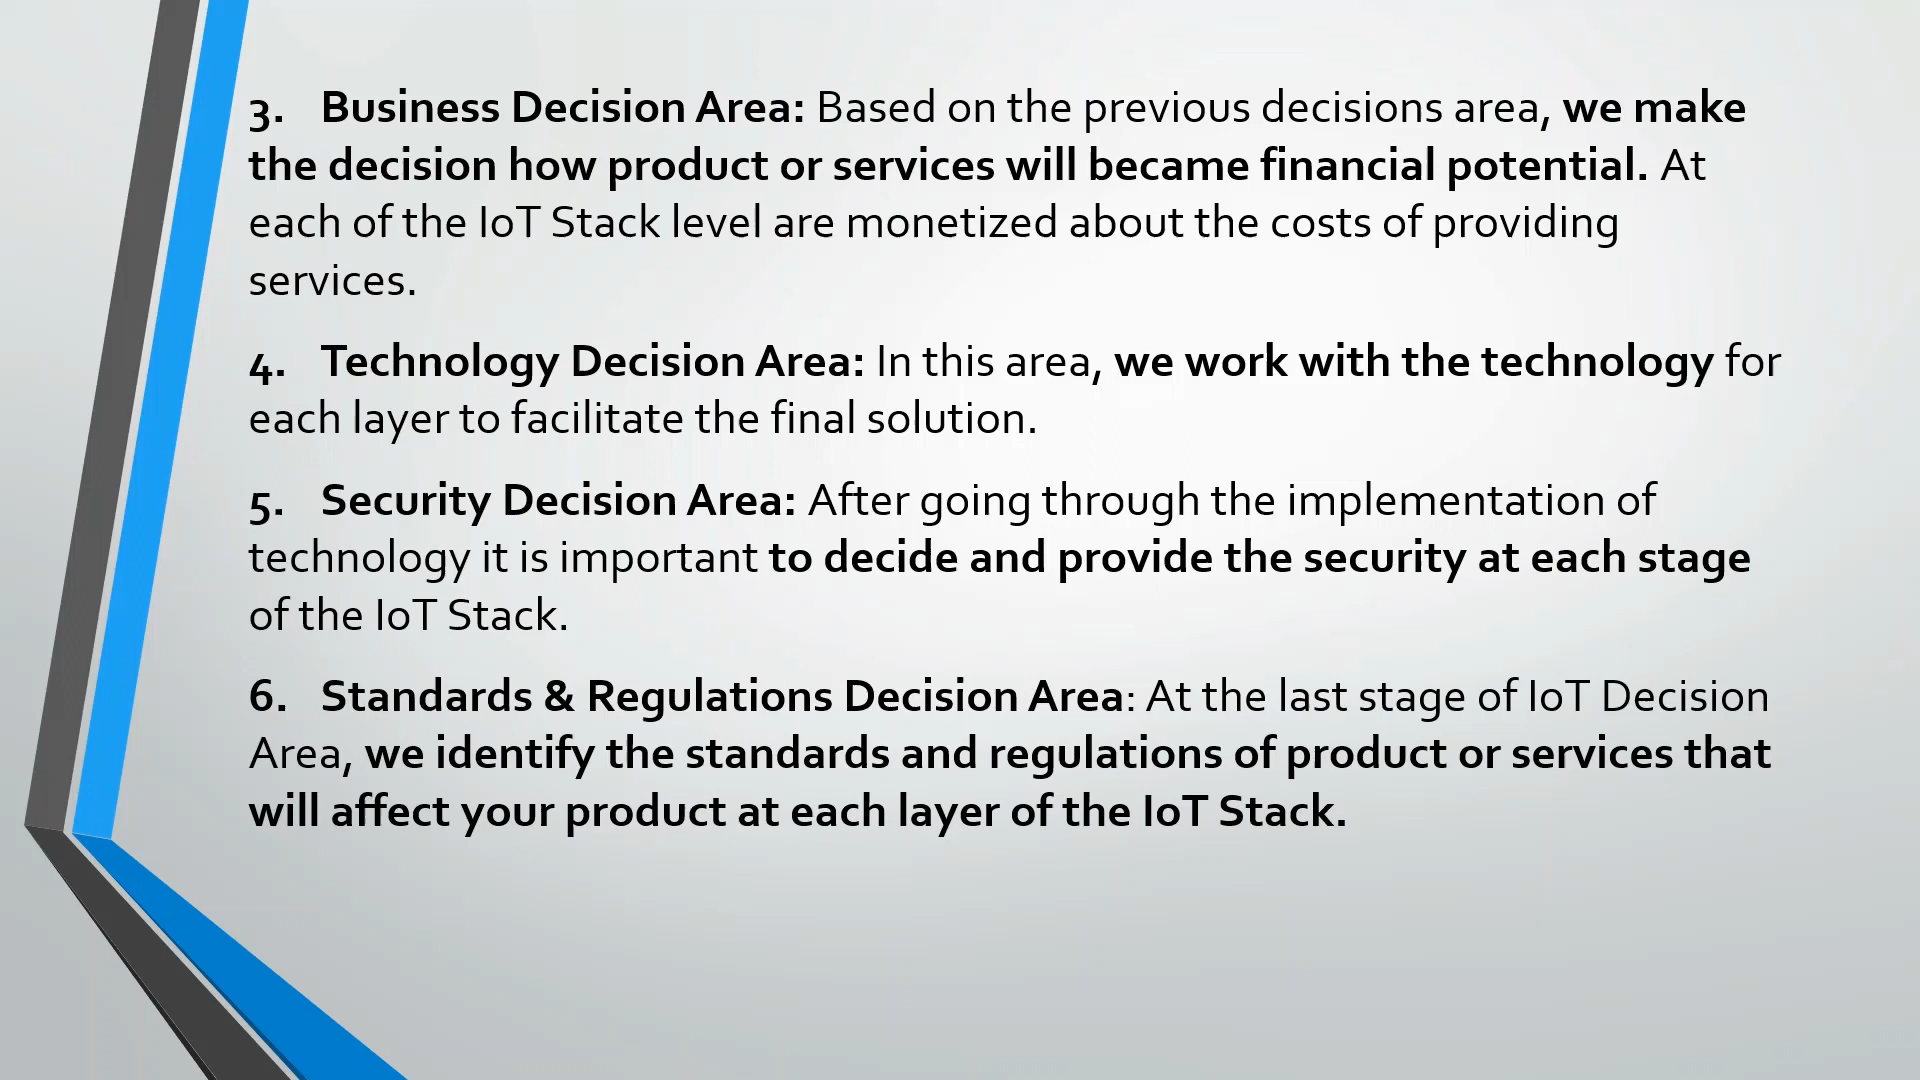 3. Business Decision Area: Based on the previous decisions area, we make
the decision how product or services will became financial potential. At
each of the IoT Stack level are monetized about the costs of providing
services.
4. Technology Decision Area: In this area, we work with the technology for
each layer to facilitate the final solution.
5. Security Decision Area: After going through the implementation of
technology it is important to decide and provide the security at each stage
of the IoT Stack.
6. Standards & Regulations Decision Area: At the last stage of IoT Decision
Area, we identify the standards and regulations of product or services that
will affect your product at each layer of the IoT Stack.